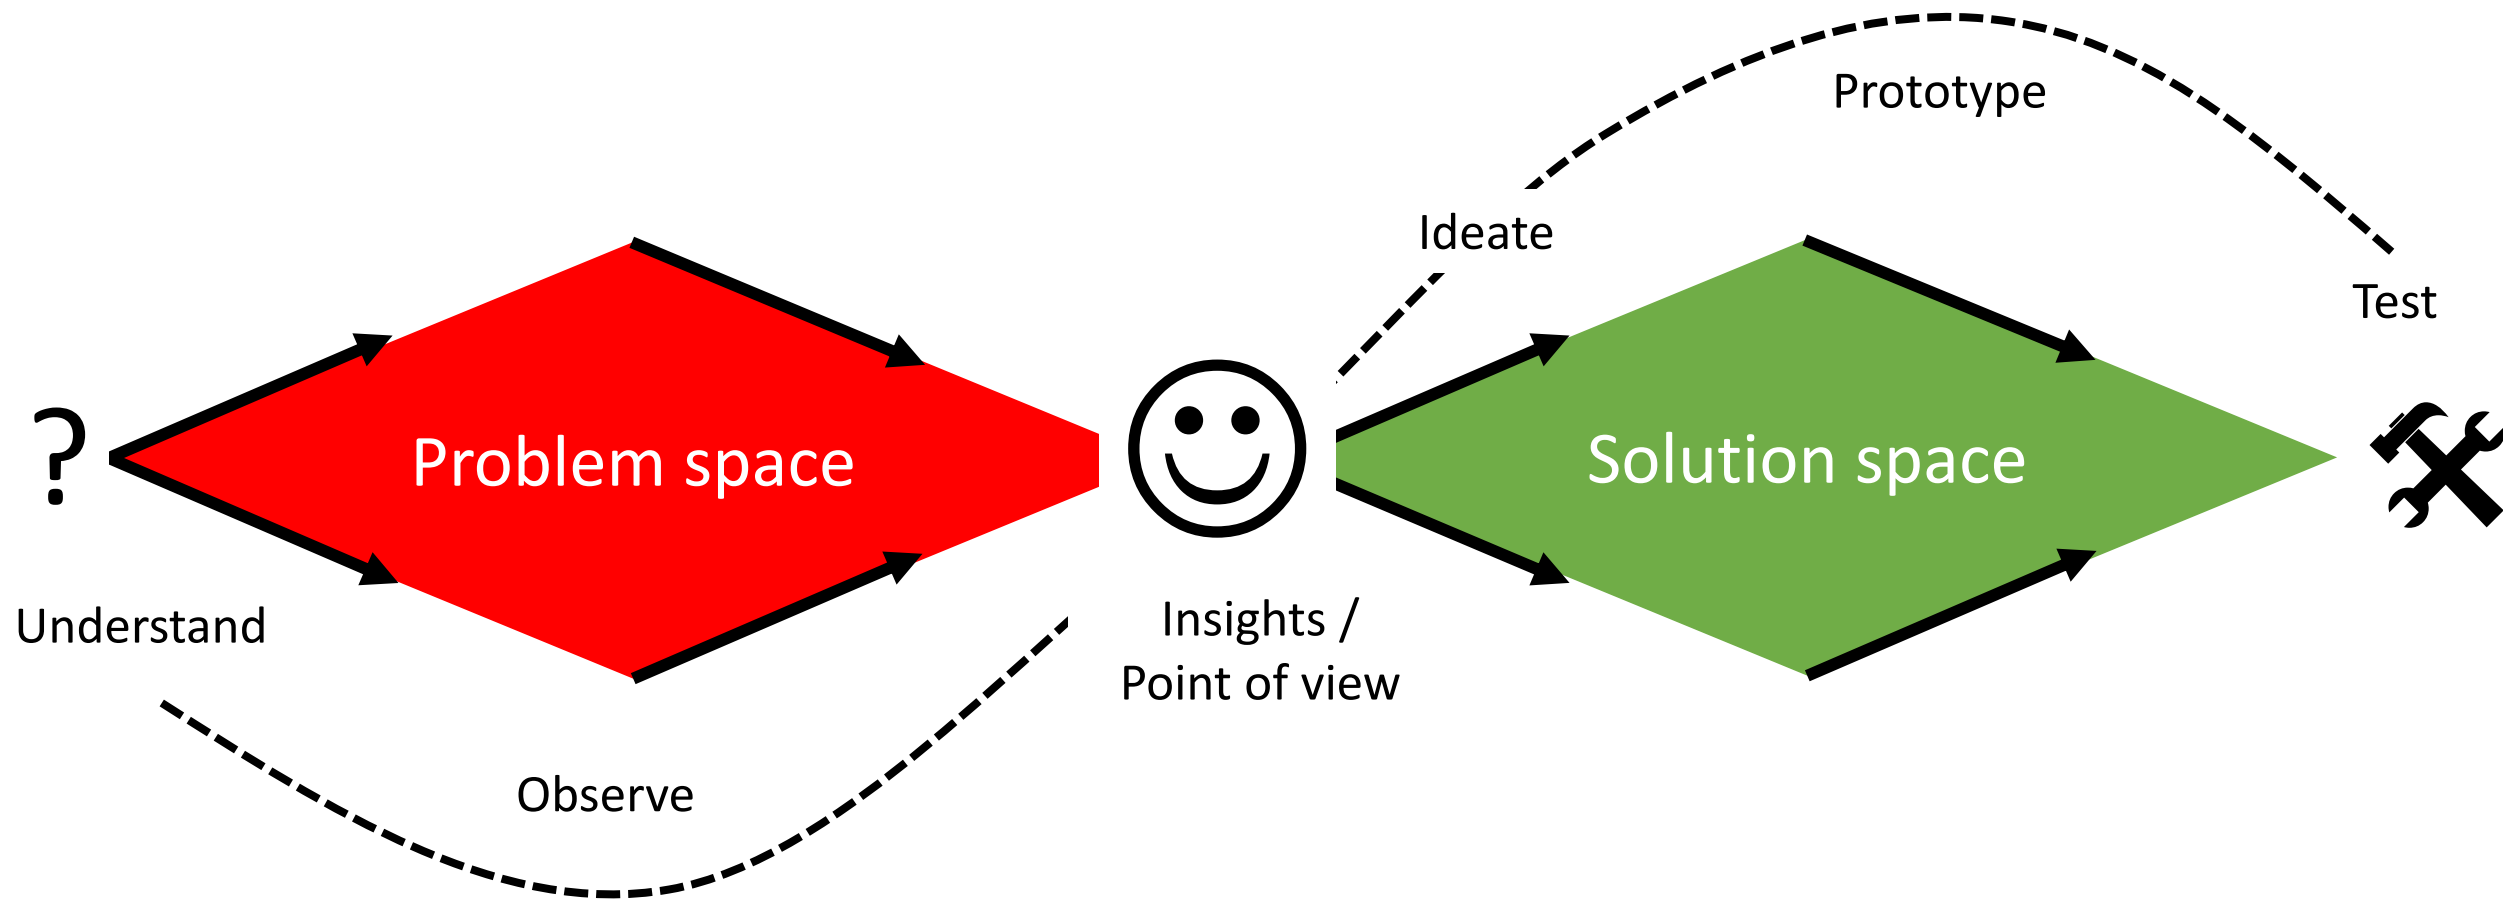 Prototype
Ideate
Test
?
Problem space
Solution space
Understand
Insights /
Point of view
Observe